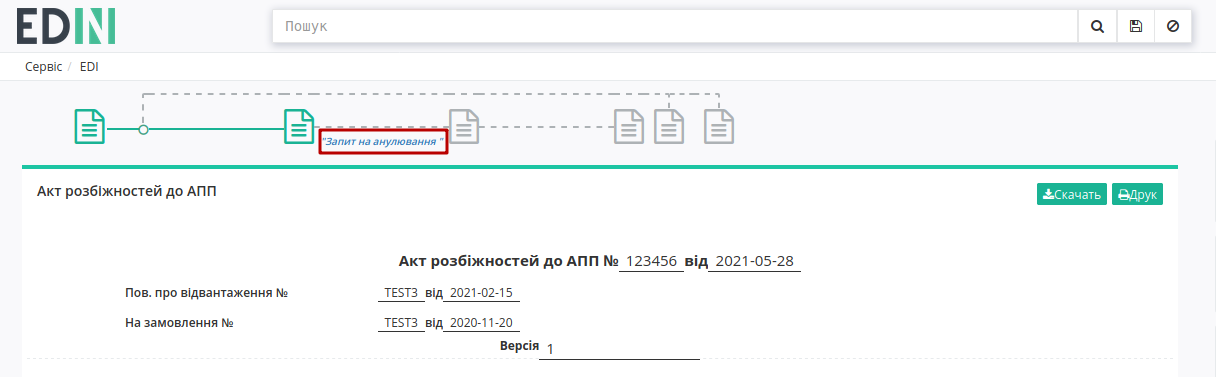 EDIN
Пошук
Сервіс / EDI
"Запит на анулювання "
Акт розбіжностей до АПП
Скачать Друк
Акт розбіжностей до АПП № 123456 від 2021-05-28
Пов. про відвантаження № TEST3 від 2021-02-15
На замовлення № TEST3 від 2020-11-20
Версія 1